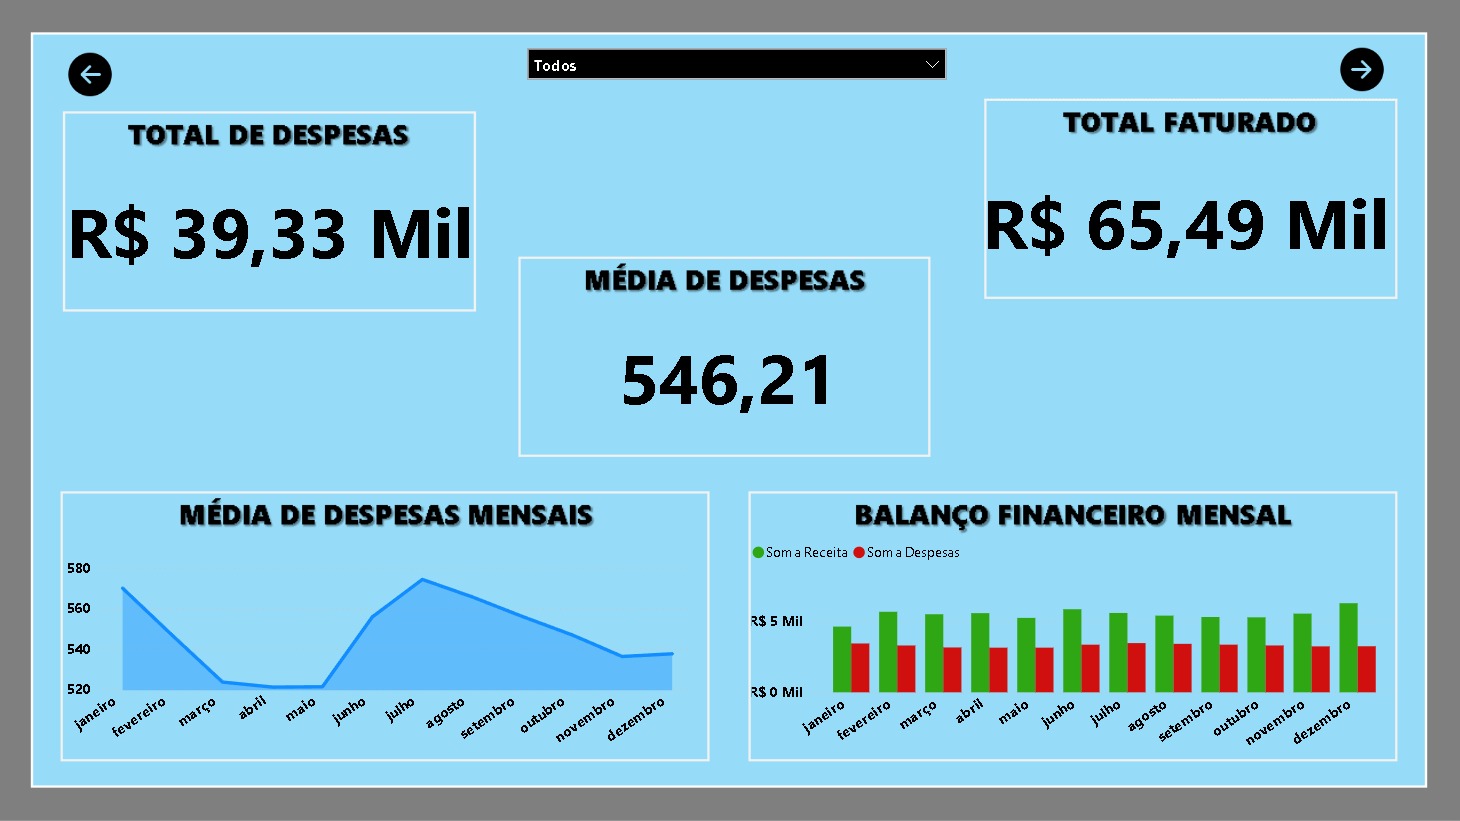 Todos
TOTAL DE DESPESAS
R$ 39,33 Mil
TOTAL FATURADO
R$ 65,49 Mil
MÉDIA DE DESPESAS
546,21
MÉDIA DE DESPESAS MENSAIS
580
560
540
520
janeiro
fevereiro
março
abril
maio
junho
julho
agosto
setembro
outubro
novembro
dezembro
BALANÇO FINANCEIRO MENSAL
Soma Receita Soma Despesas
R$ 5 Mil
R$ 0 Mil
janeiro
fevereiro
março
abril
maio
junho
julho
agosto
setembro
outubro
novembro
dezembro